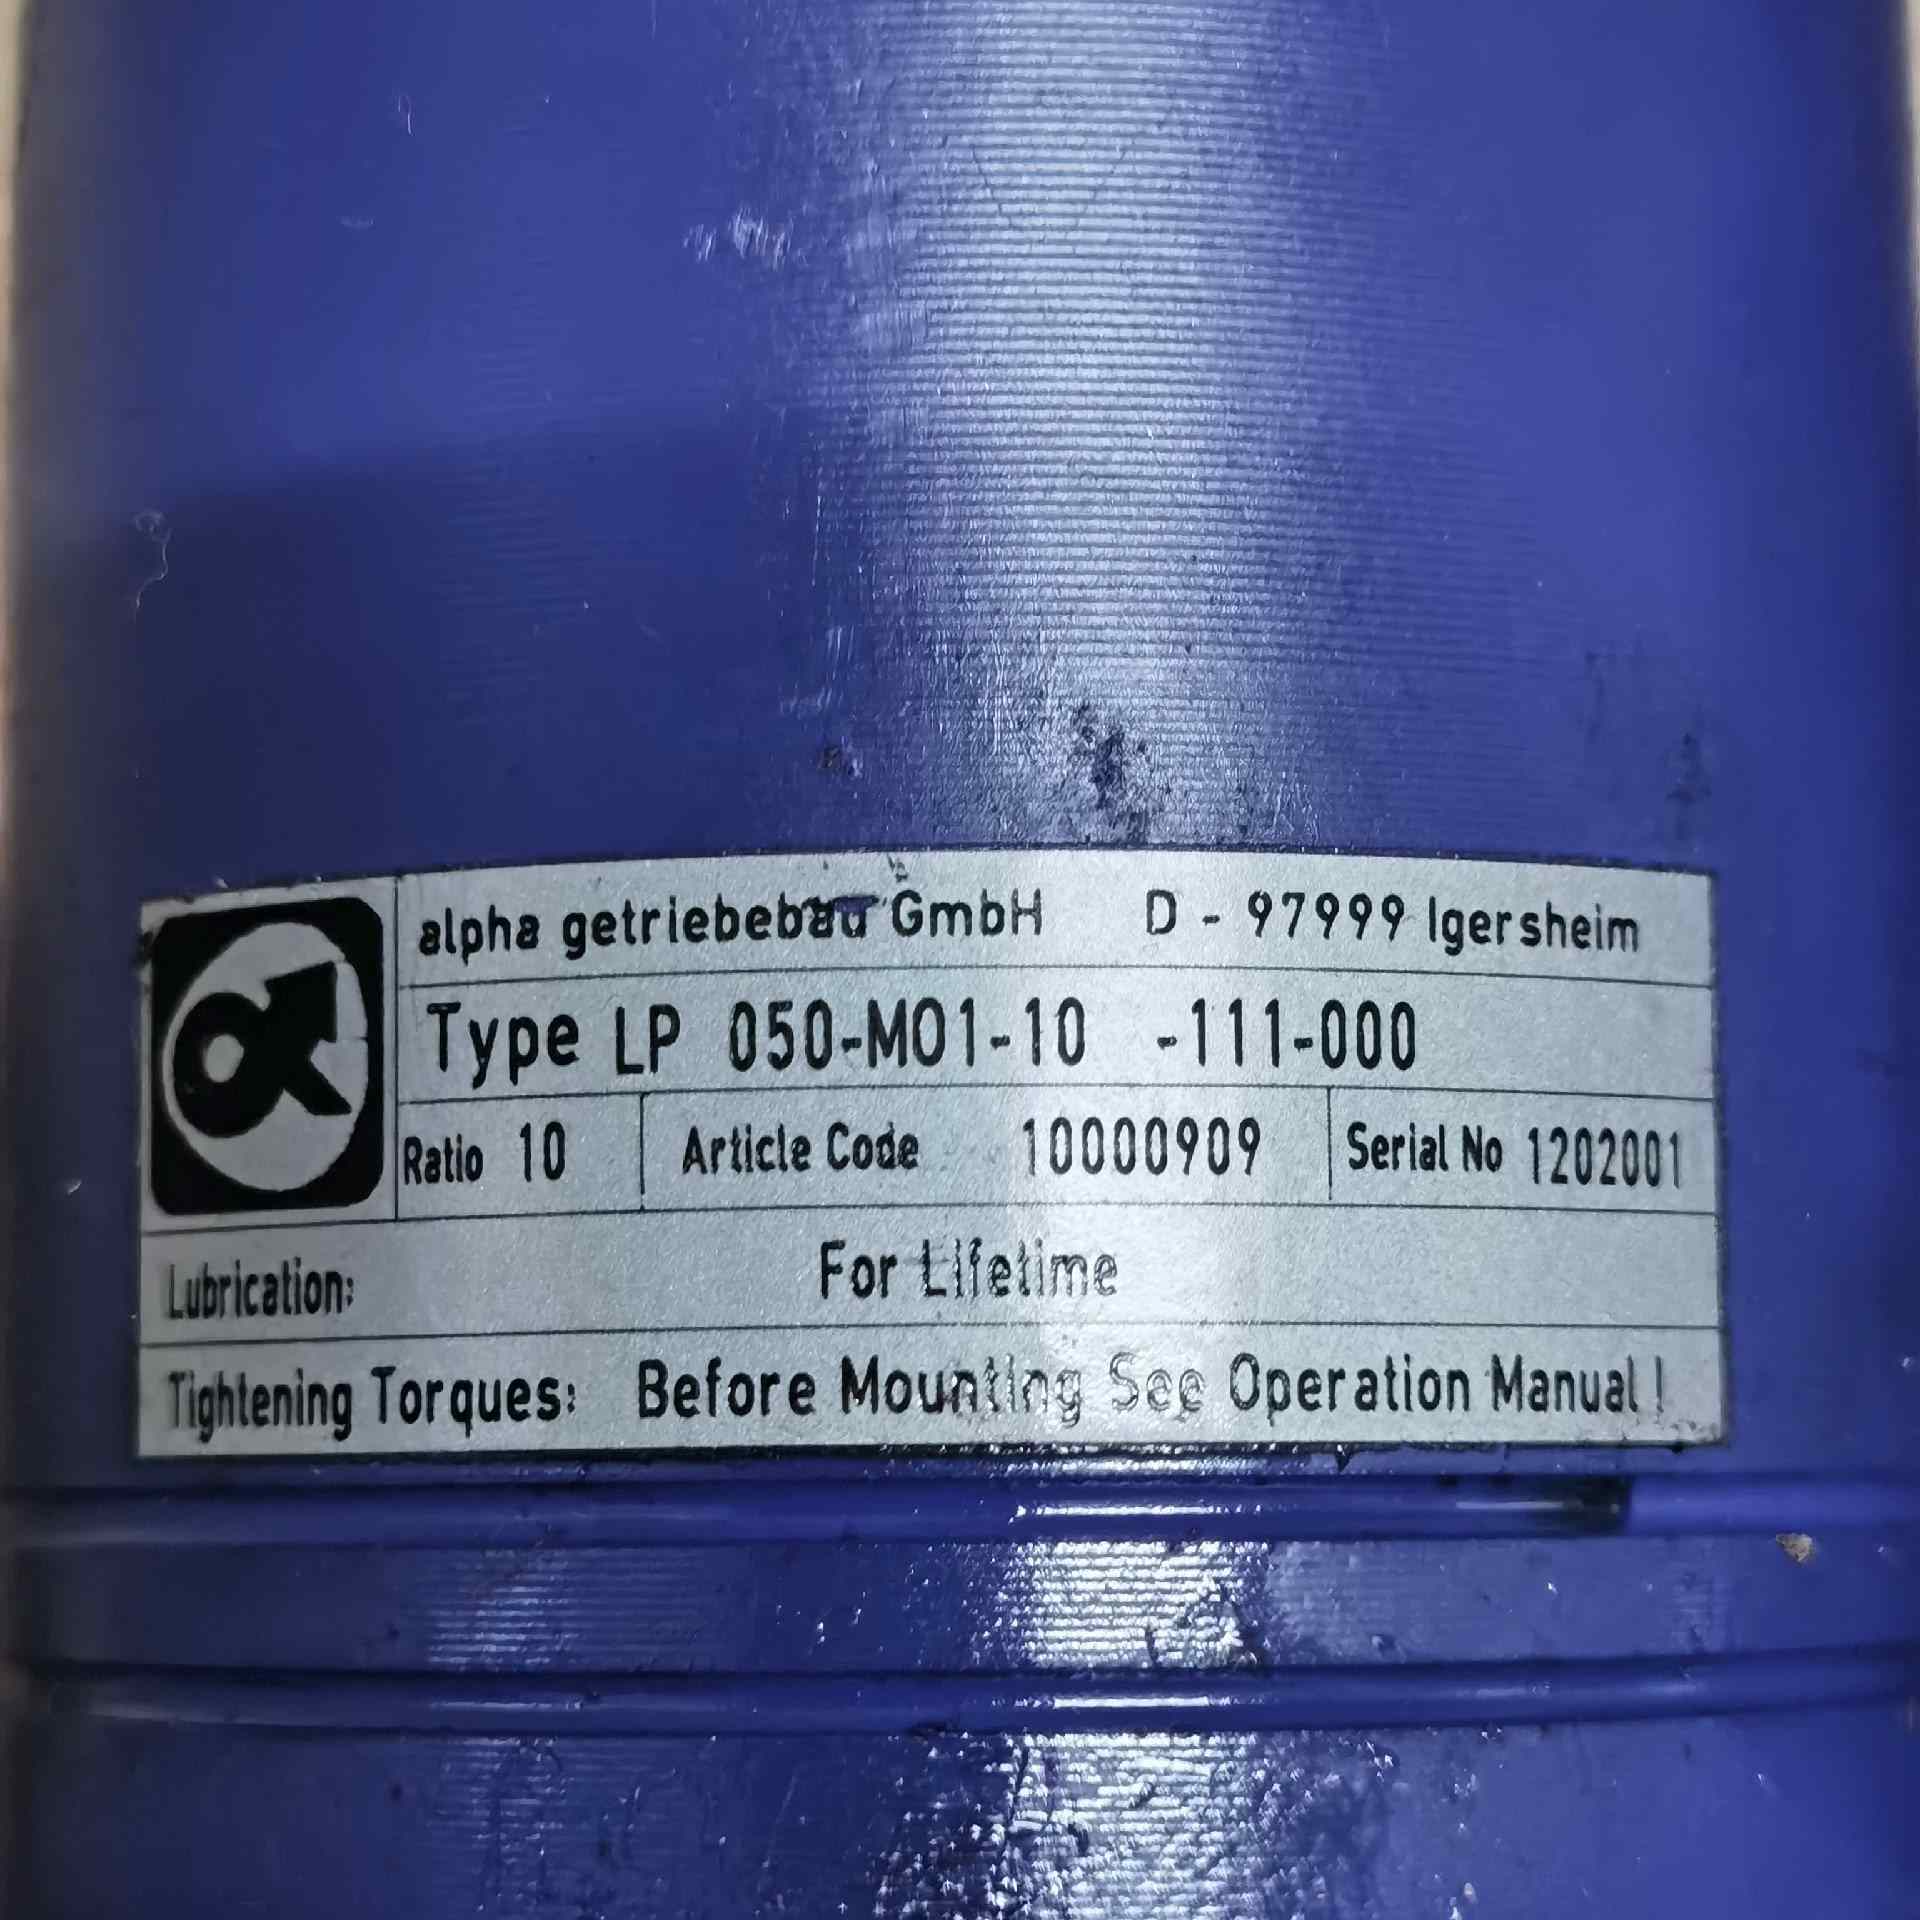 alpha getriebebau GmbH D - 97999 Igersheim
Type LP 050-MO1-10 -111-000
Ratio 10 Article Code 10000909 Serial No 1202001
Lubrication: For Lifetime
Tightening Torques: Before Mounting See Operation Manual !